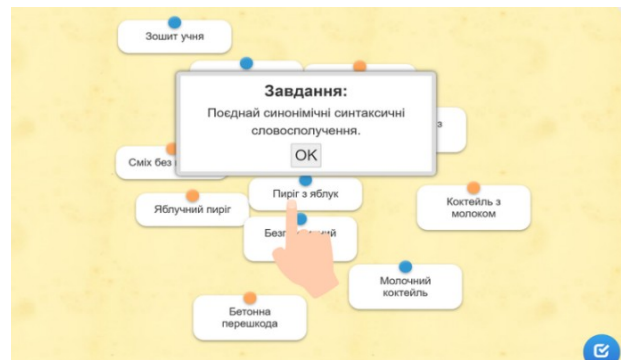 Зошит учня
Завдання:
Поєднай синонімічні синтаксичні
словосполучення.
OK
з
Сміх без
Пиріг з яблук
Яблучний пиріг
Коктейль з
молоком
Молочний
коктейль
Бетонна
перешкода